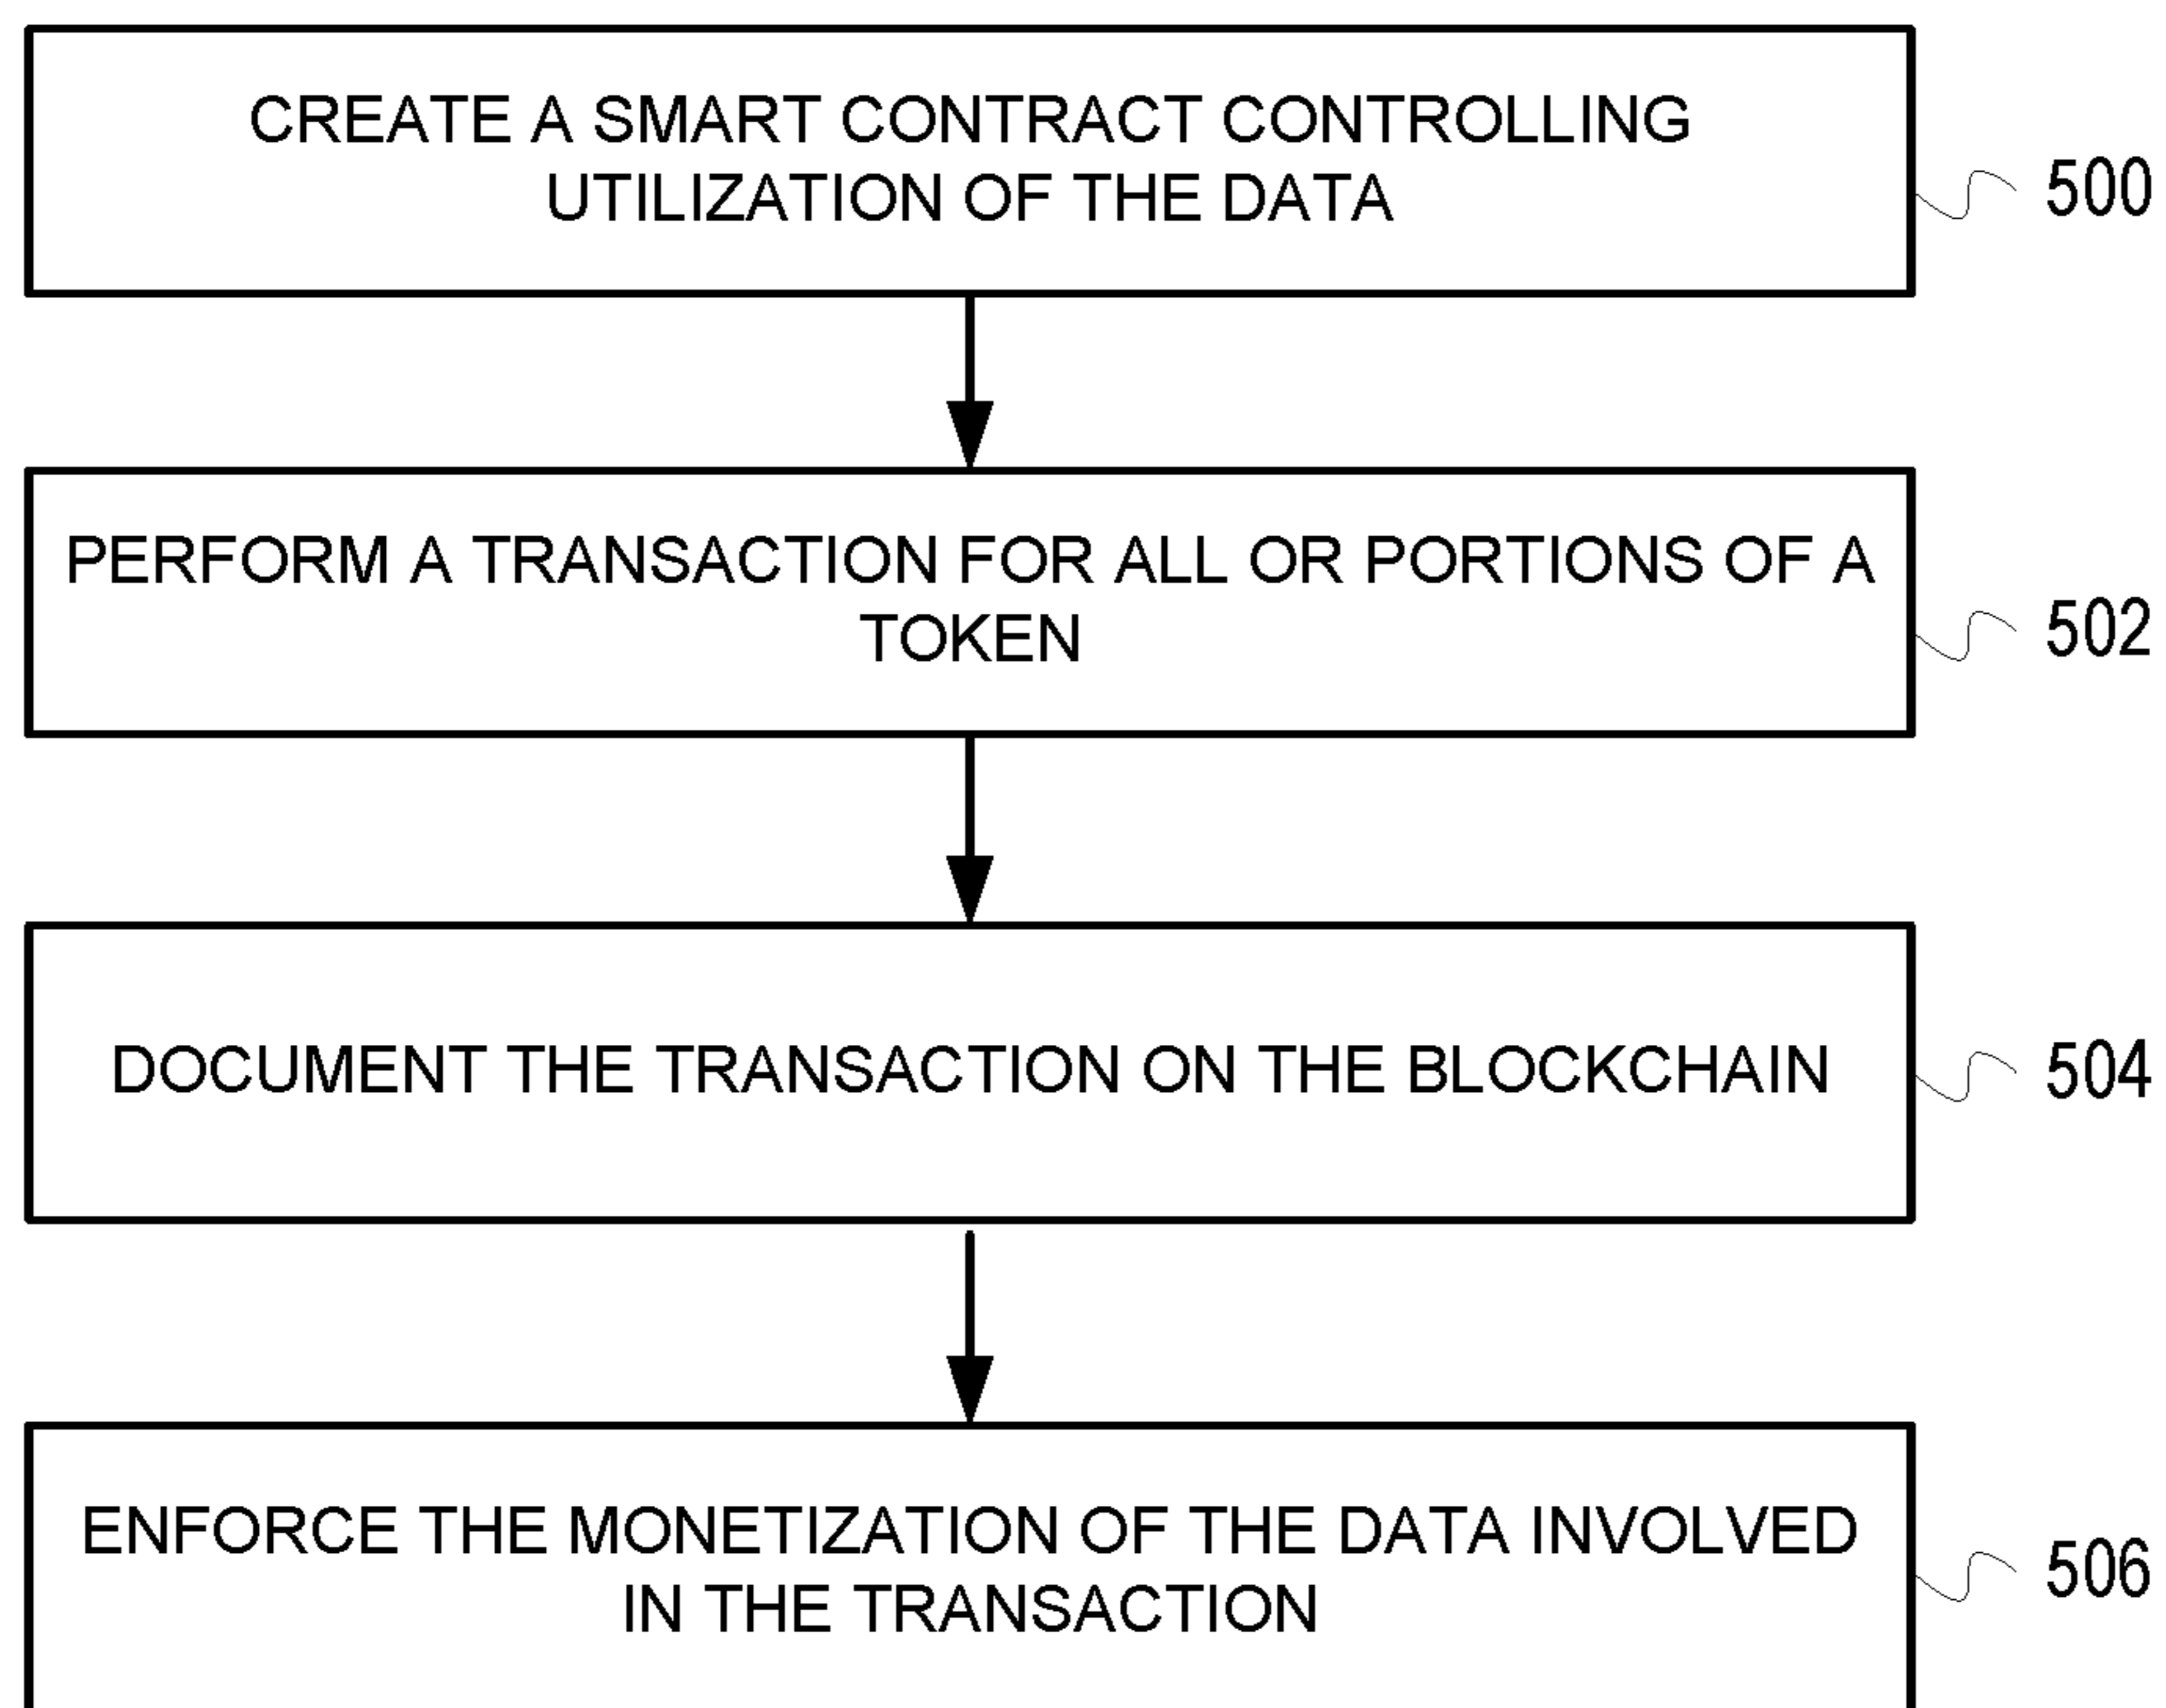 CREATE A SMART CONTRACT CONTROLLING
UTILIZATION OF THE DATA
500
PERFORM A TRANSACTION FOR ALL OR PORTIONS OF A
TOKEN
502
DOCUMENT THE TRANSACTION ON THE BLOCKCHAIN
504
ENFORCE THE MONETIZATION OF THE DATA INVOLVED
IN THE TRANSACTION
506